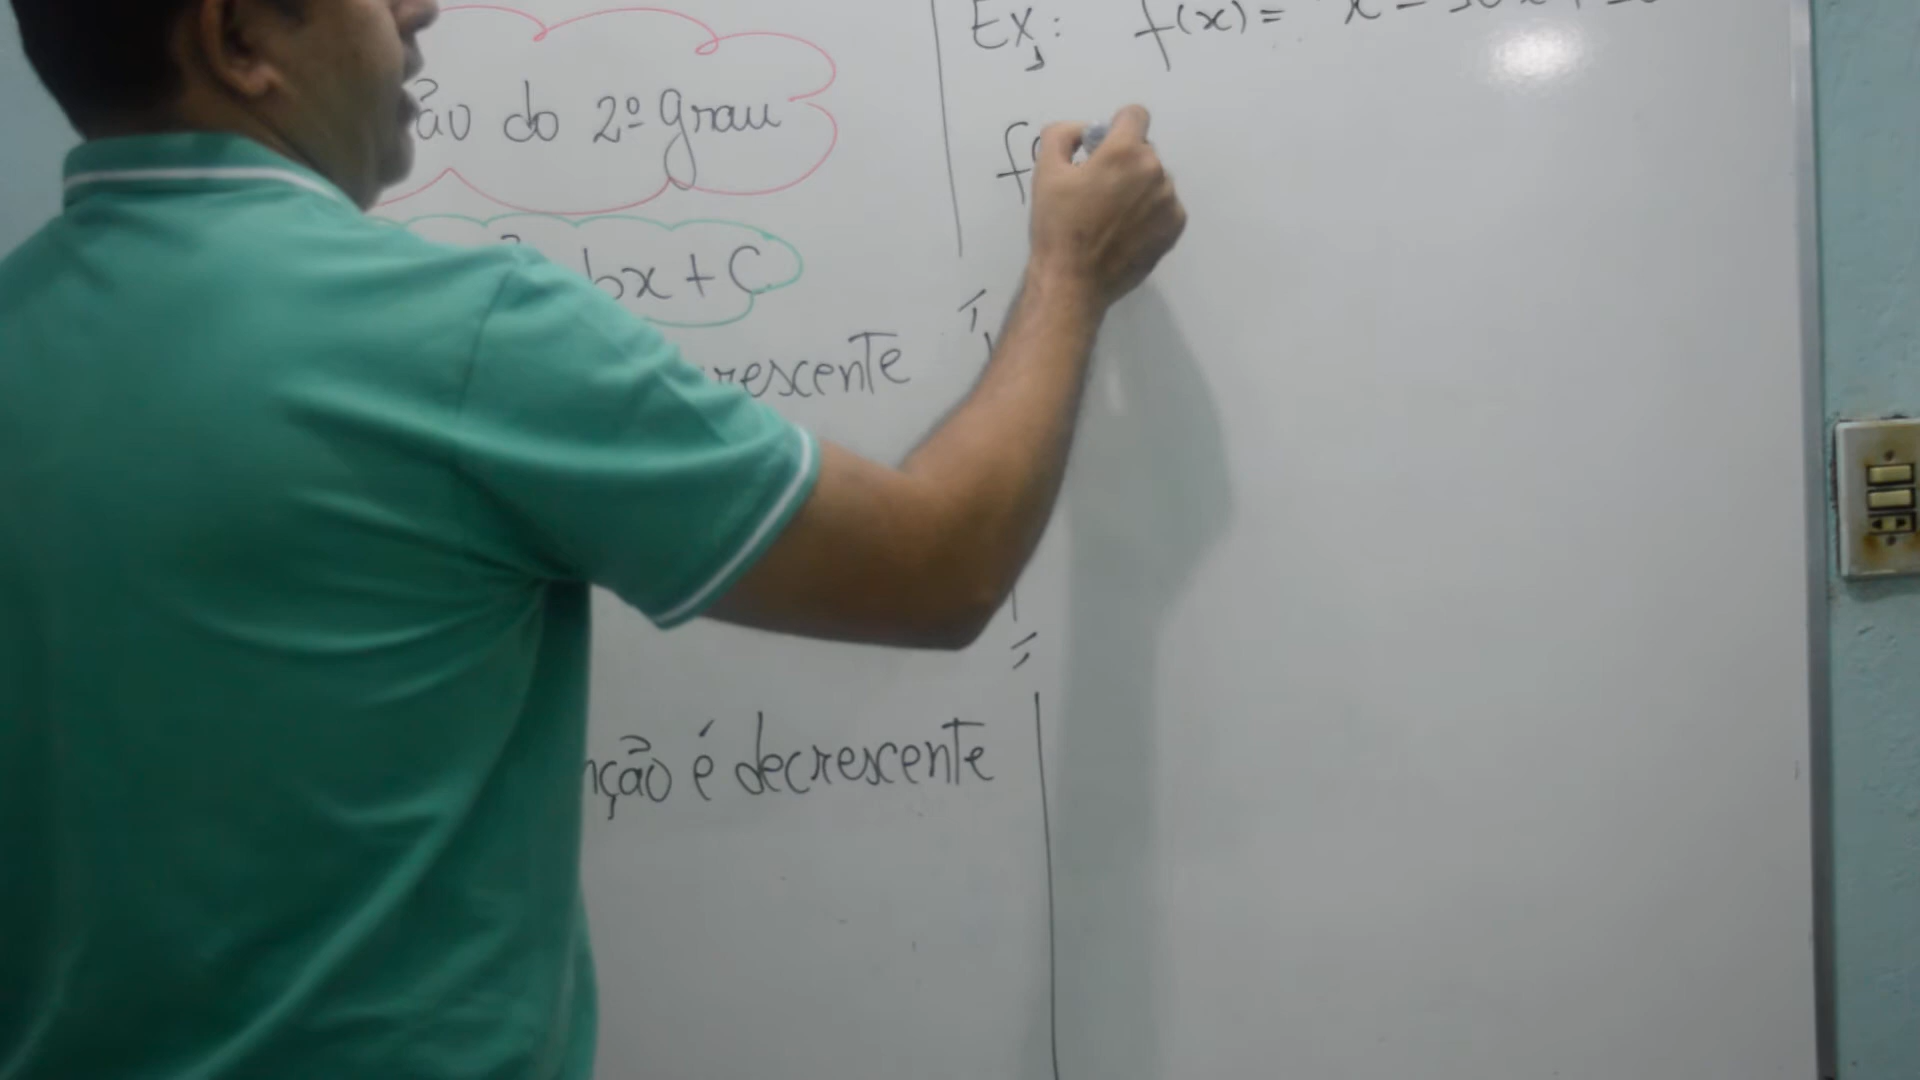 ão do 2º grau
bx + C
rescente
nção é decrescente
Ex: f(x) =
f(